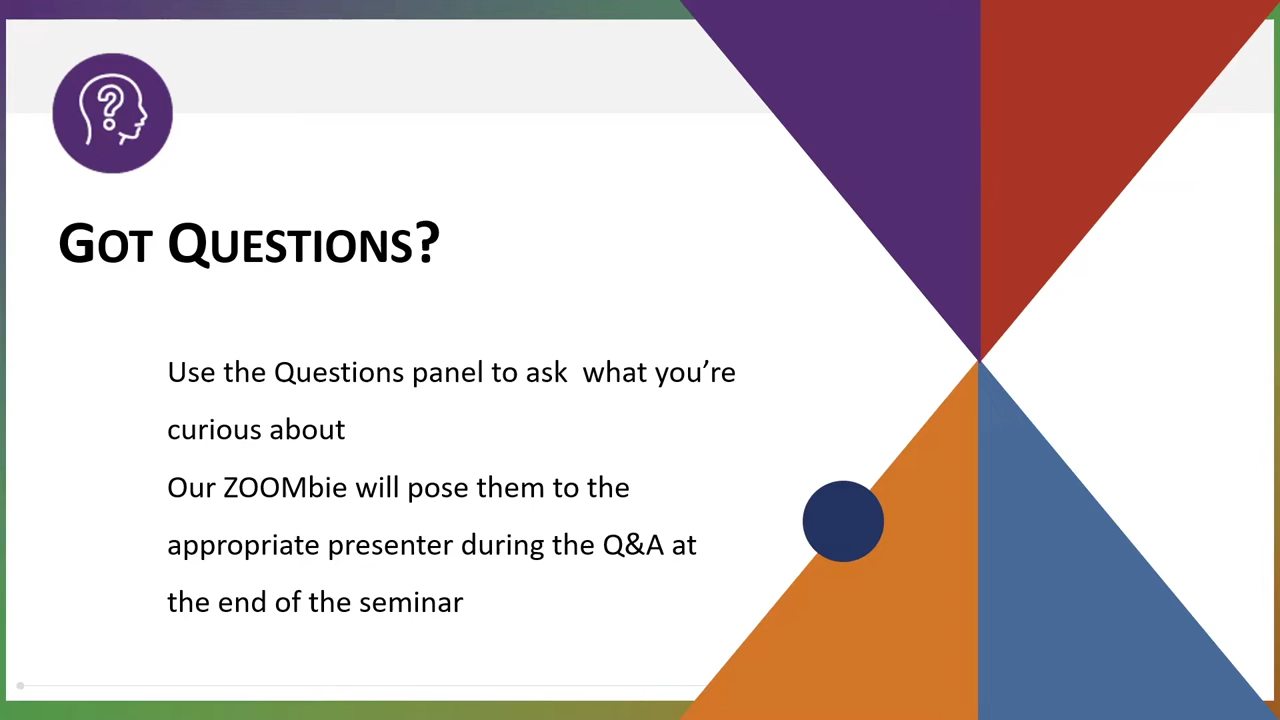 GOT QUESTIONS?
Use the Questions panel to ask  what you’re
curious about
Our ZOOMbie will pose them to the
appropriate presenter during the Q&A at
the end of the seminar